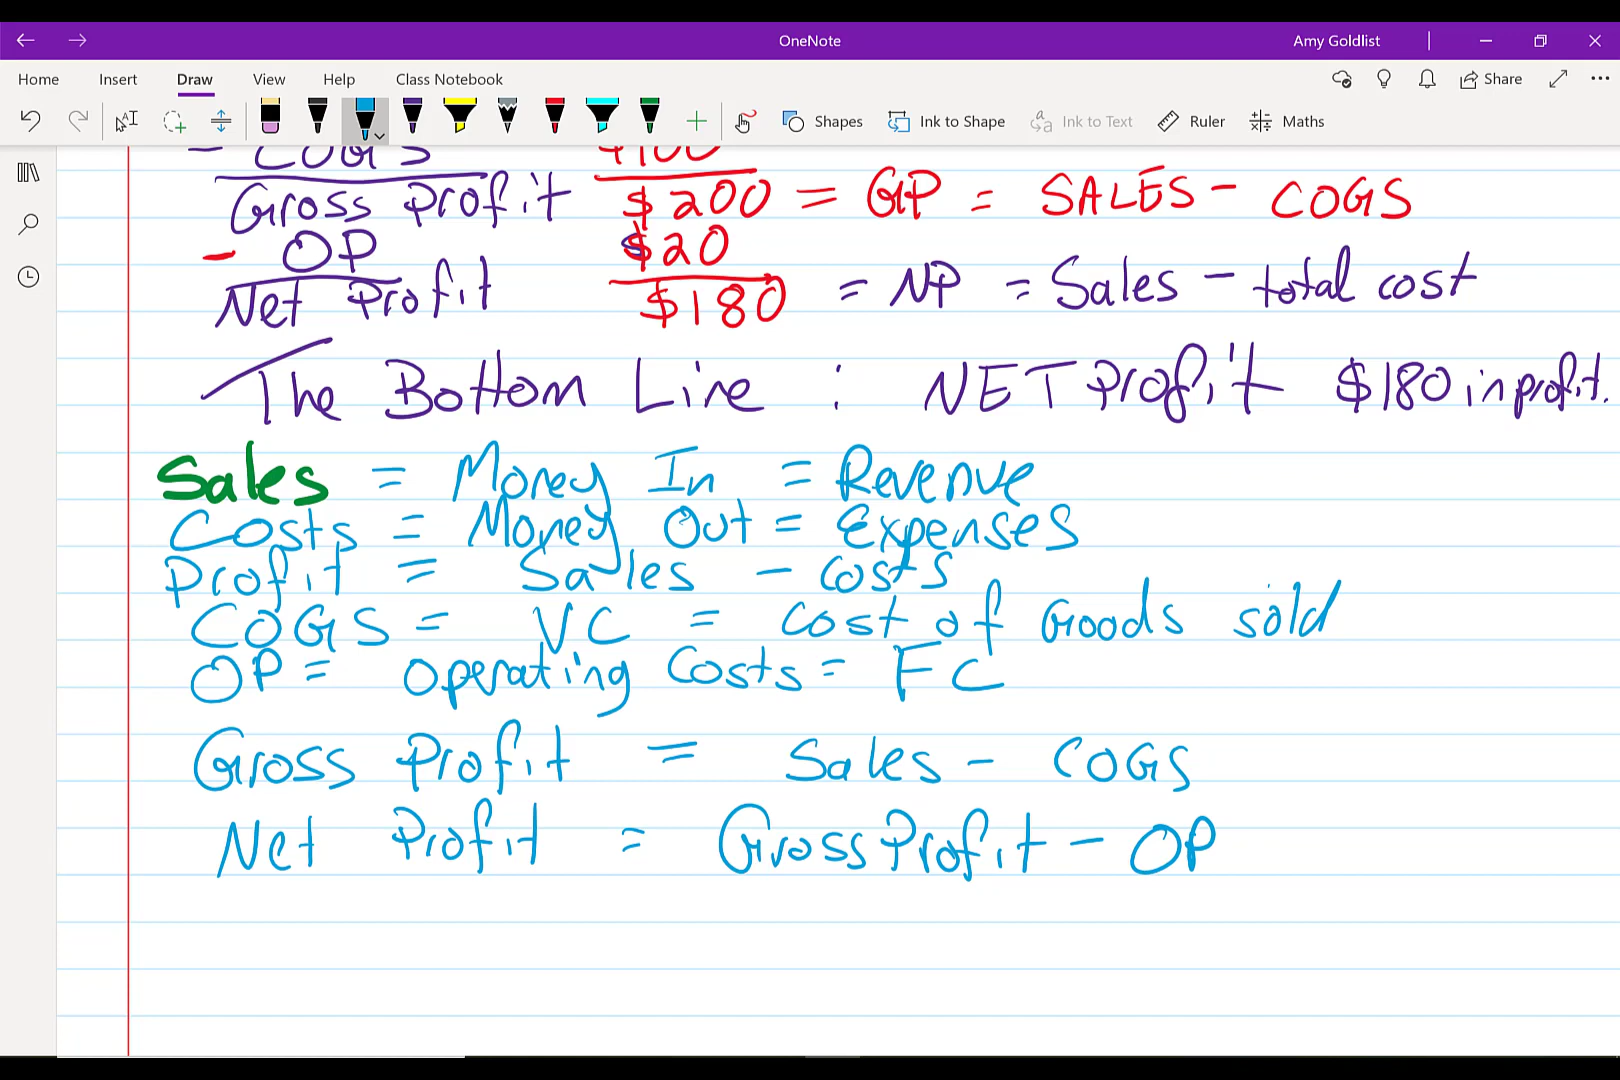 OneNote
Amy Goldlist
Home Insert Draw View Help Class Notebook
Share
Shapes Ink to Shape Ink to Text Ruler Maths
- COGS $100
Gross Profit $200 = GP = SALES - COGS
- OP $20
Net Profit $180 = NP = Sales - total cost
The Bottom Line : NET Profit $180 in profit.
Sales = Money In = Revenue
Costs = Money Out = Expenses
Profit = Sales - Costs
COGS = VC = Cost of Goods sold
OP = Operating Costs = FC
Gross Profit = Sales - COGS
Net Profit = Gross Profit - OP